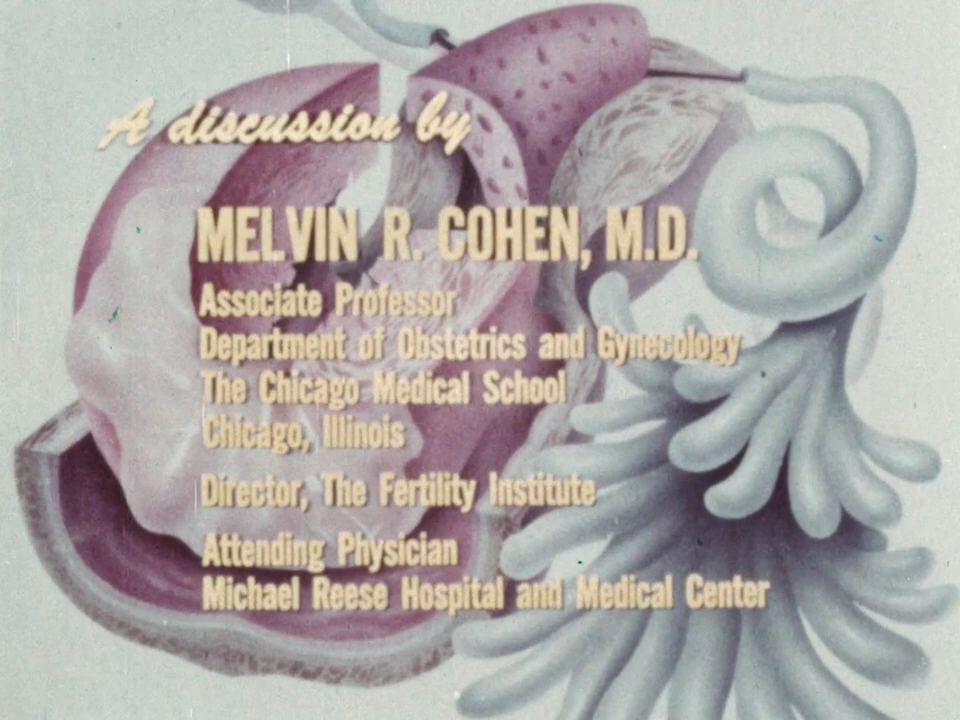 A discussion by
MELVIN R. COHEN, M.D.
Associate Professor
Department of Obstetrics and Gynecology
The Chicago Medical School
Chicago, Illinois
Director, The Fertility Institute
Attending Physician
Michael Reese Hospital and Medical Center